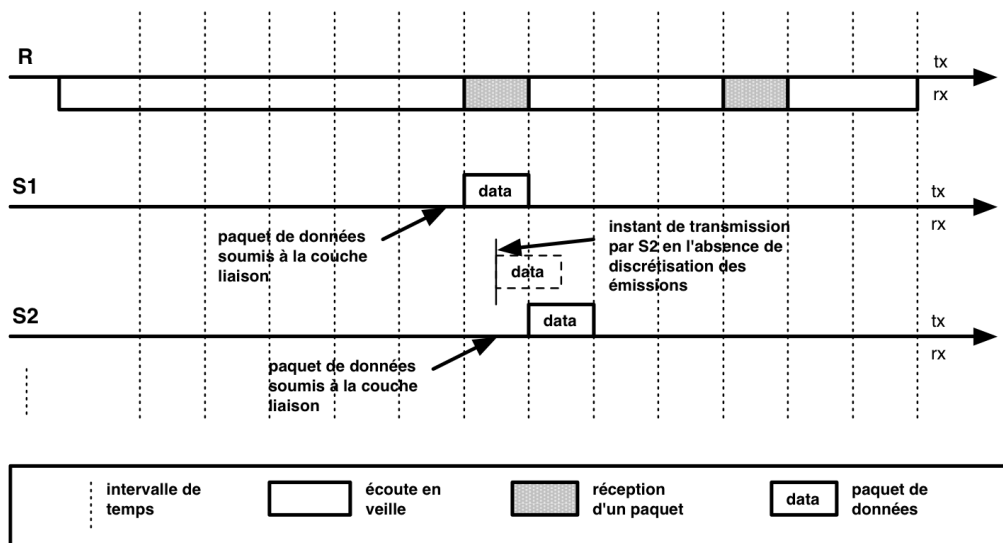 R
tx
rx
S1
data
tx
rx
paquet de données
soumis à la couche
liaison
instant de transmission
par S2 en l'absence de
discrétisation des
émissions
data
S2
data
tx
rx
paquet de données
soumis à la couche
liaison
intervalle de
temps
écoute en
veille
réception
d'un paquet
data
paquet de
données